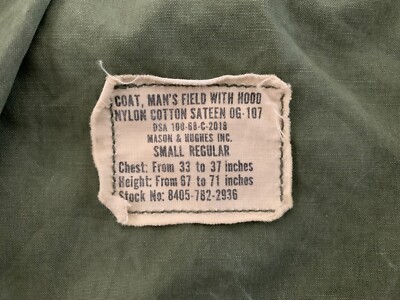 COAT, MAN'S FIELD WITH HOOD
NYLON COTTON SATEEN OG-107
DSA 100-68-C-2018
MASON & HUGHES INC.
SMALL REGULAR
Chest: From 33 to 37 inches
Height: From 67 to 71 inches
Stock No: 8405-782-2936